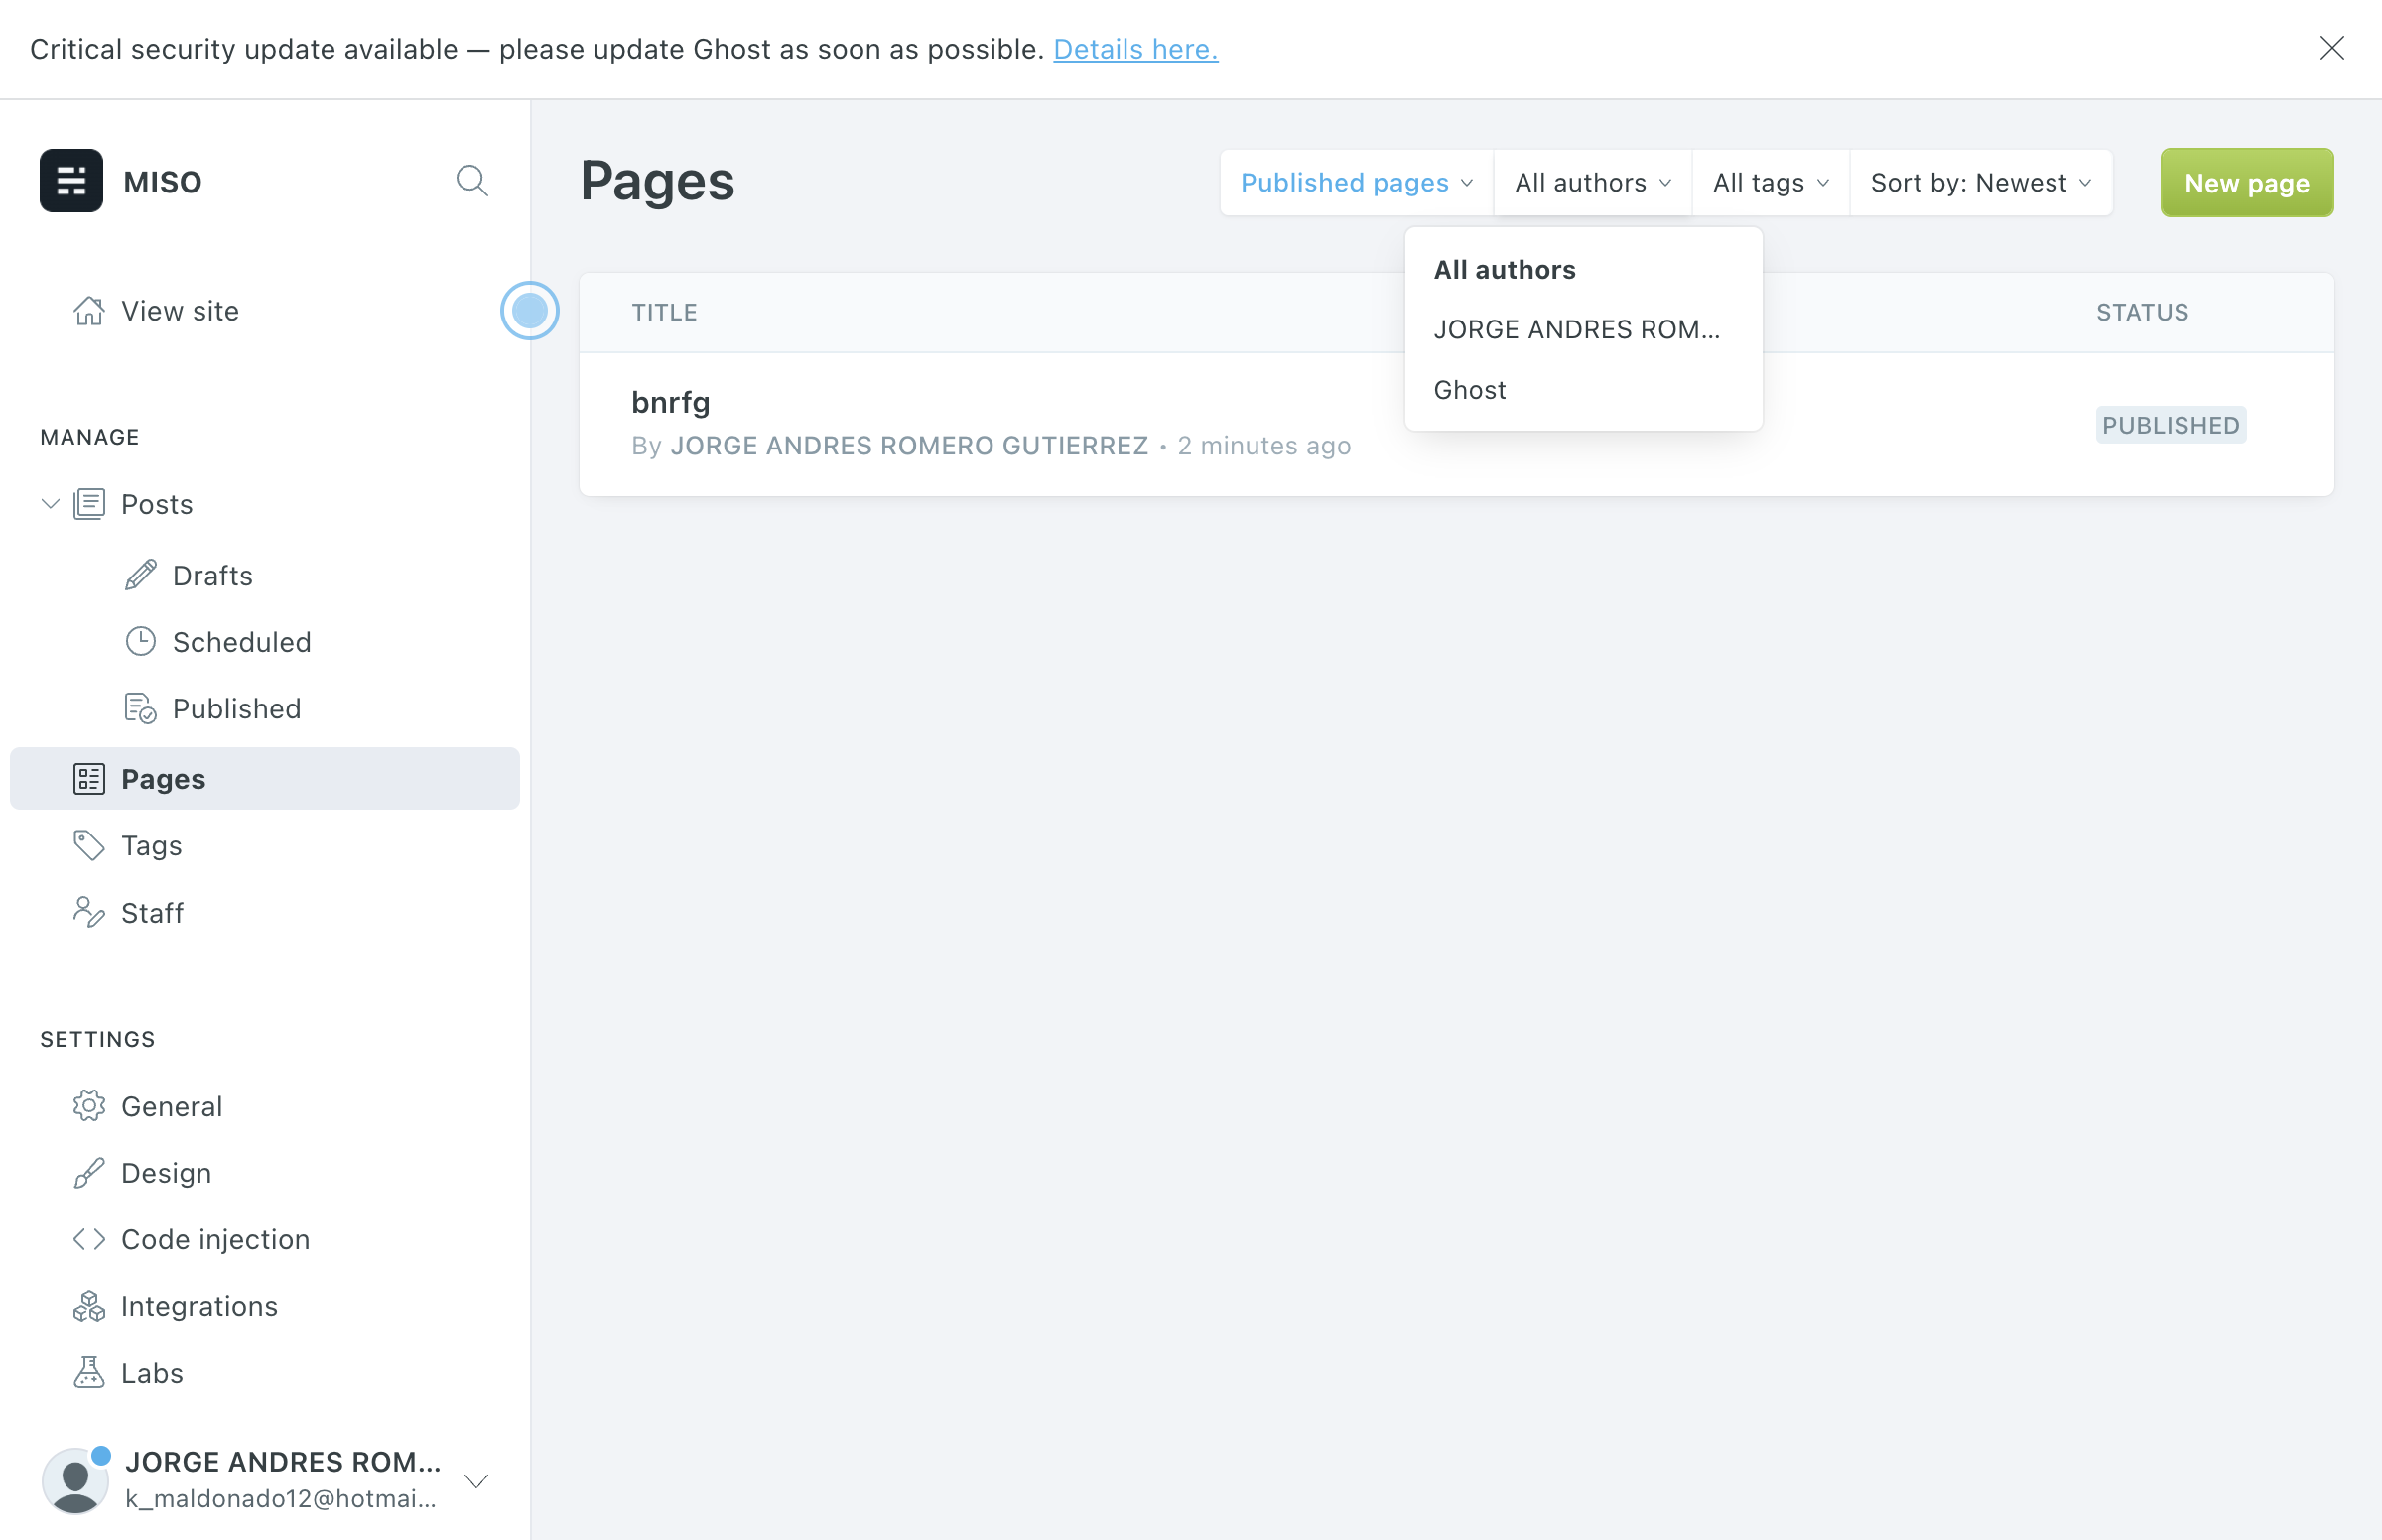 Critical security update available — please update Ghost as soon as possible. Details here.
MISO
View site
MANAGE
Posts
Drafts
Scheduled
Published
Pages
Tags
Staff
SETTINGS
General
Design
Code injection
Integrations
Labs
JORGE ANDRES ROM...
k_maldonado12@hotmai...
Pages
Published pages
All authors
All tags
Sort by: Newest
New page
All authors
JORGE ANDRES ROM...
Ghost
TITLE
STATUS
bnrfg
By JORGE ANDRES ROMERO GUTIERREZ • 2 minutes ago
PUBLISHED